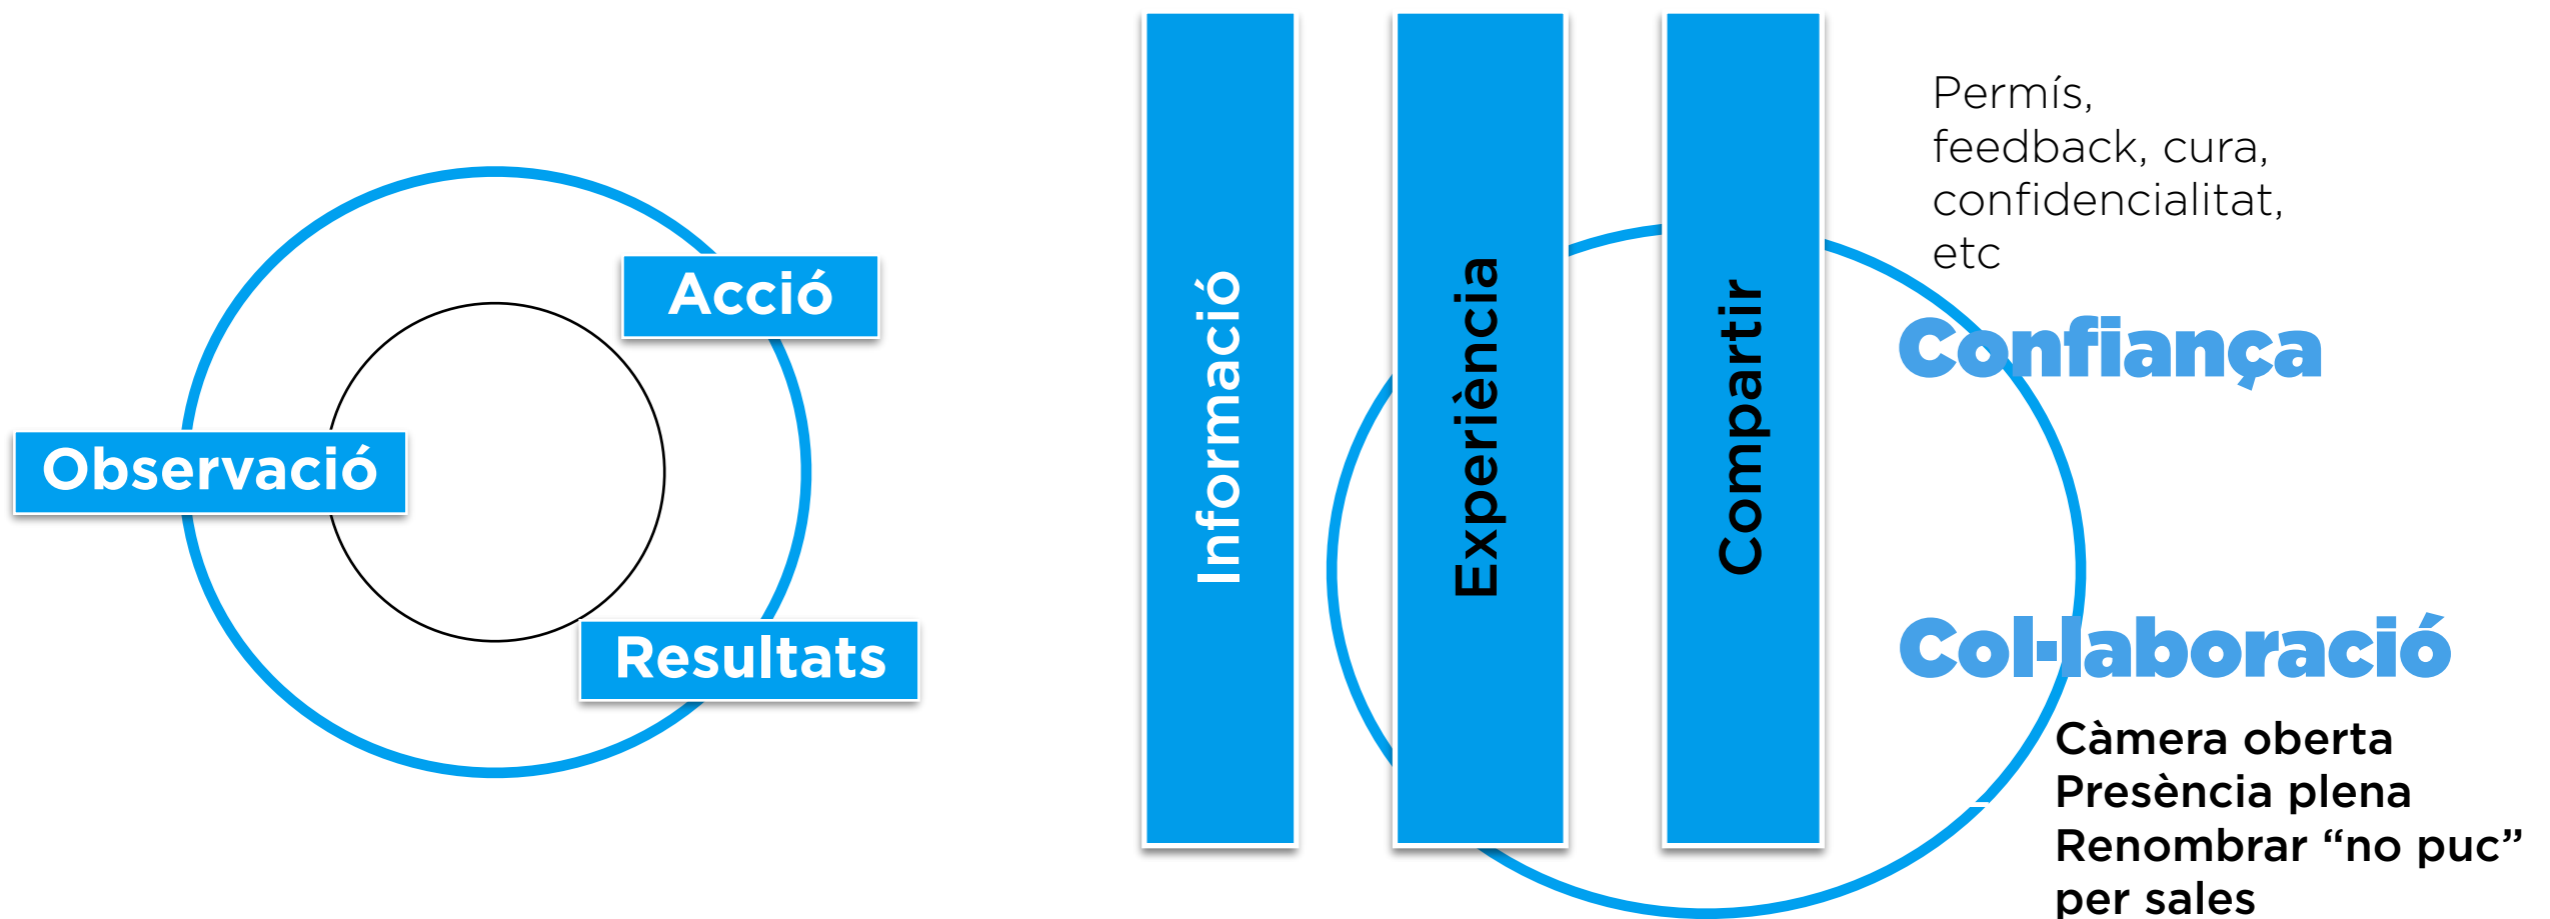 Acció
Observació
Resultats
Informació
Experiència
Compartir
Permís,
feedback, cura,
confidencialitat,
etc
Confiança
Col·laboració
Càmera oberta
Presència plena
Renombrar “no puc”
per sales